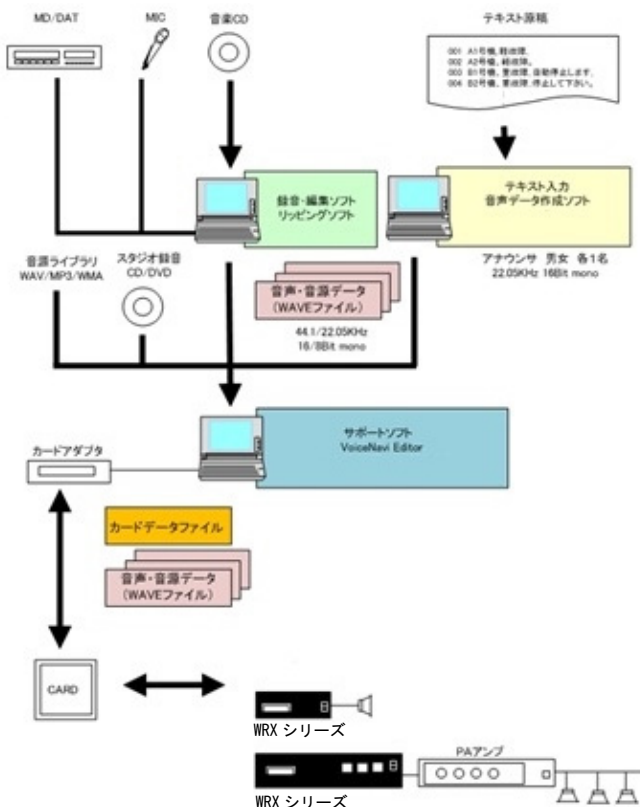 MD/DAT
MIC
音楽CD
テキスト原稿
001 A1号機、軽故障。
002 A2号機、軽故障。
003 B1号機、重故障、自動停止します。
004 B2号機、重故障、停止して下さい。
録音・編集ソフト
リッピングソフト
テキスト入力
音声データ作成ソフト
アナウンサ 男女 各1名
22.05KHz 16Bit mono
音源ライブラリ
WAV/MP3/WMA
スタジオ録音
CD/DVD
音声・音源データ
(WAVEファイル)
44.1/22.05KHz
16/8Bit mono
サポートソフト
VoiceNavi Editor
カードアダプタ
カードデータファイル
音声・音源データ
(WAVEファイル)
CARD
WRX シリーズ
PAアンプ
WRX シリーズ